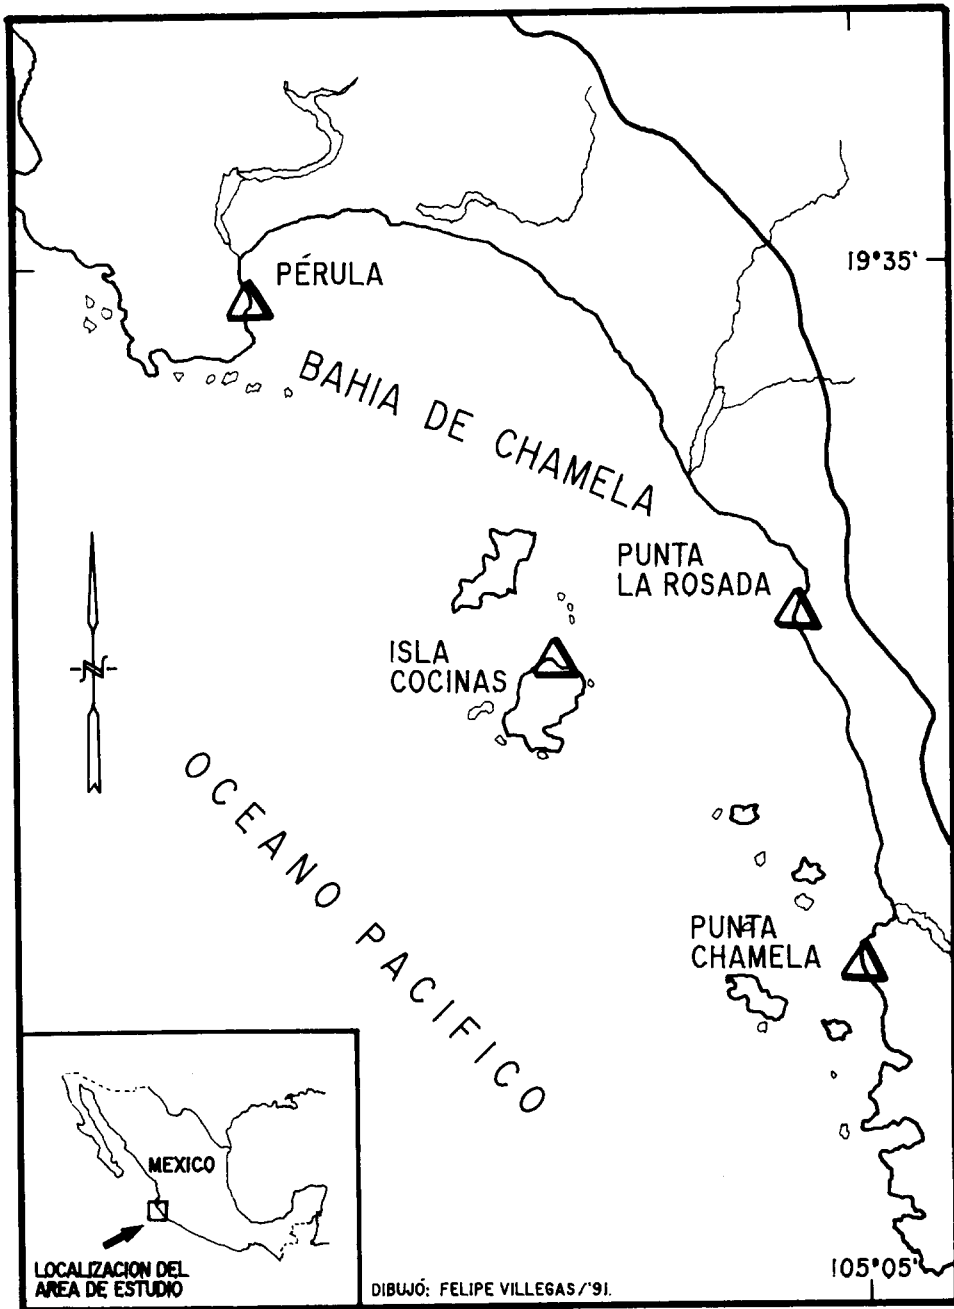 19°35'
PÉRULA
BAHIA DE CHAMELA
PUNTA
LA ROSADA
ISLA
COCINAS
N
OCEANO PACIFICO
PUNTA
CHAMELA
MEXICO
LOCALIZACION DEL
AREA DE ESTUDIO
DIBUJÓ: FELIPE VILLEGAS/'91.
105°05'